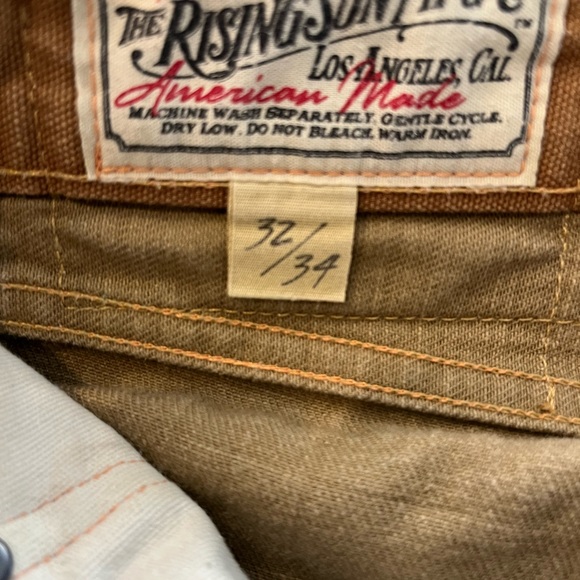 THE RISING SUN
LOS ANGELES, CAL.
American Made
MACHINE WASH SEPARATELY. GENTLE CYCLE.
DRY LOW. DO NOT BLEACH. WARM IRON.
32/34